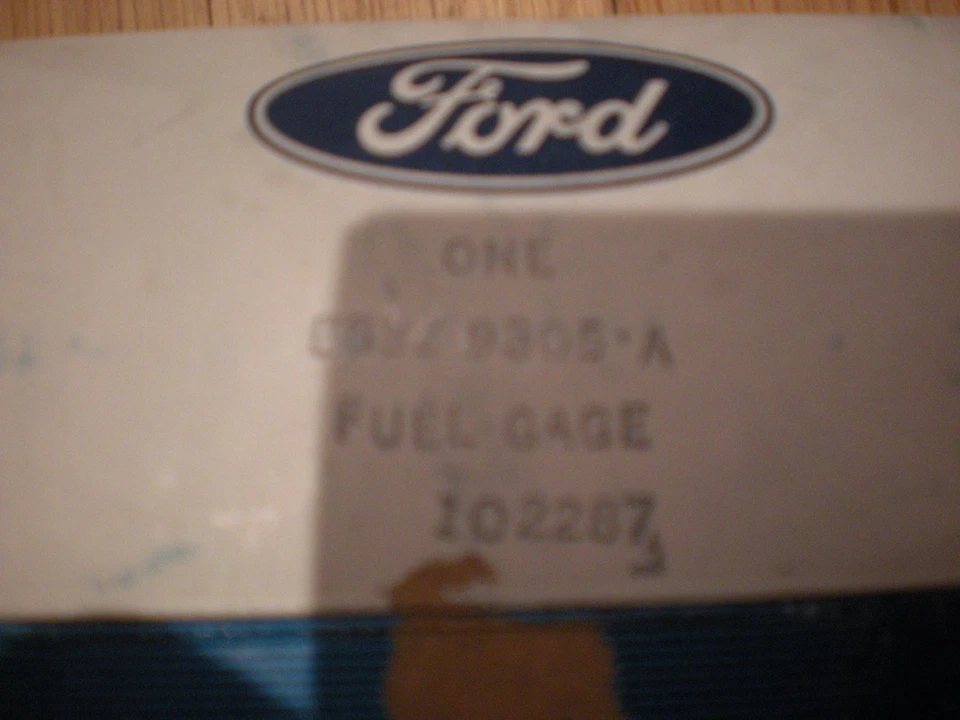 Ford
ONE
9305-A
FUEL GAGE
102287